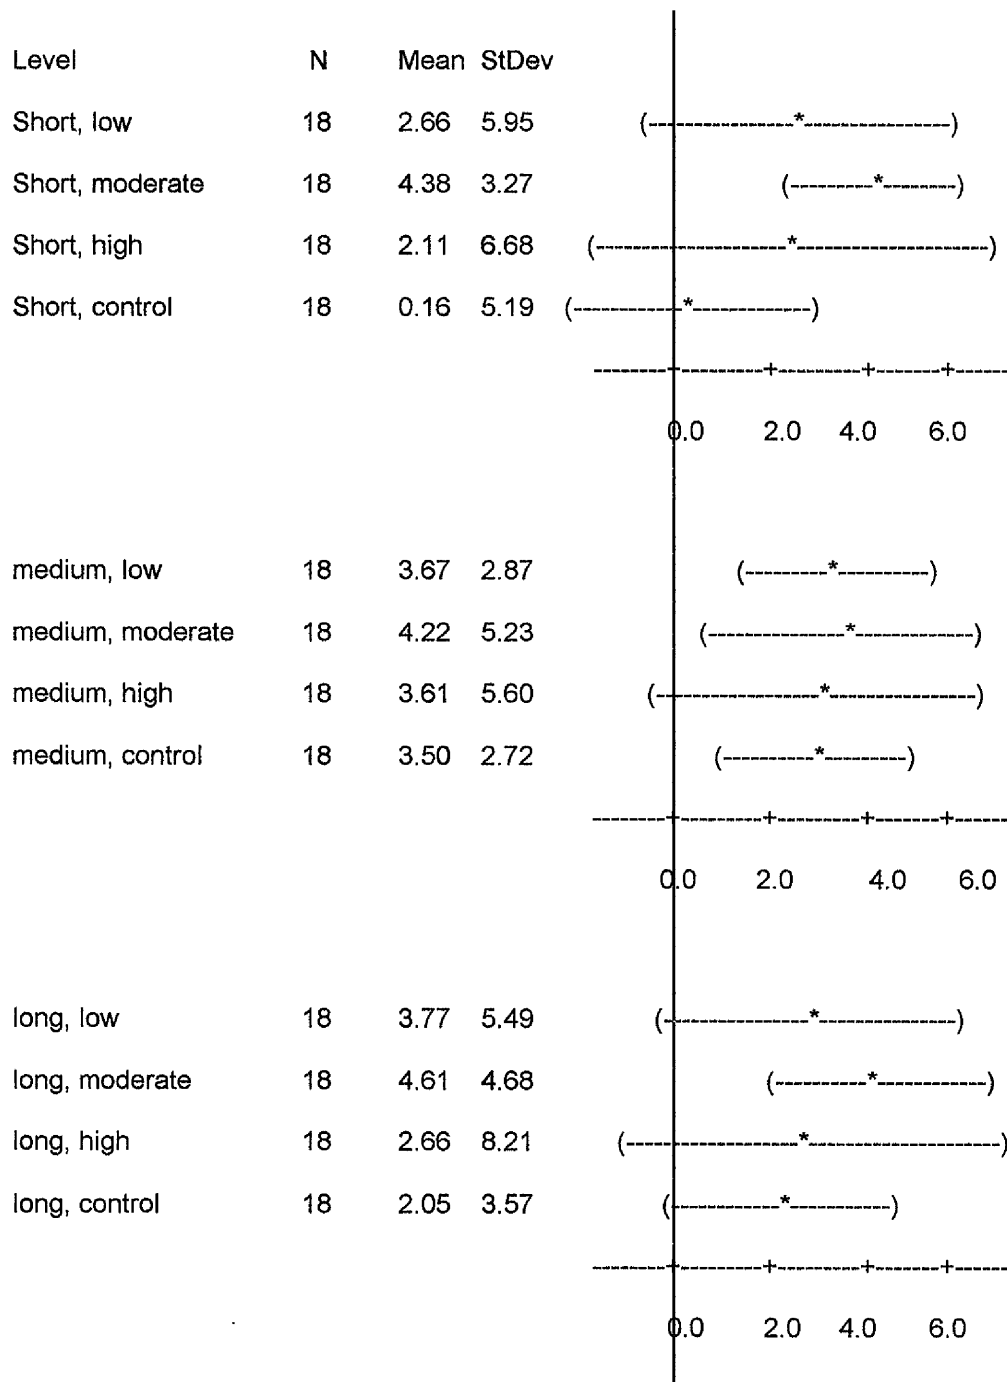 Level N Mean StDev
Short, low 18 2.66 5.95 (--------------------*--------------------)
Short, moderate 18 4.38 3.27 (-----------*----------)
Short, high 18 2.11 6.68 (--------------------------*--------------------------)
Short, control 18 0.16 5.19 (---------------*----------------)
----------+------------+------------+----------+-------
0.0 2.0 4.0 6.0
medium, low 18 3.67 2.87 (------------*------------)
medium, moderate 18 4.22 5.23 (-------------------*----------------)
medium, high 18 3.61 5.60 (----------------------*--------------------)
medium, control 18 3.50 2.72 (-------------*-----------)
----------+------------+------------+----------+-------
0.0 2.0 4.0 6.0
long, low 18 3.77 5.49 (--------------------*-------------------)
long, moderate 18 4.61 4.68 (------------*---------------)
long, high 18 2.66 8.21 (------------------------*--------------------------)
long, control 18 2.05 3.57 (---------------*-------------)
----------+------------+------------+----------+-------
0.0 2.0 4.0 6.0